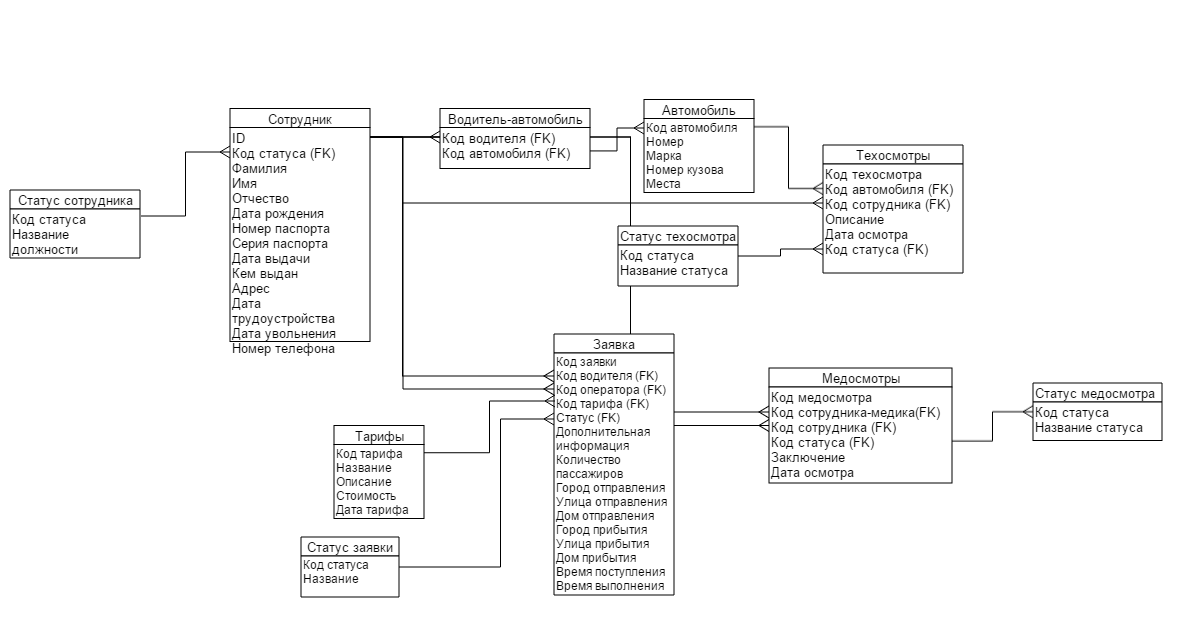 Статус сотрудника
Код статуса
Название
должности
Сотрудник
ID
Код статуса (FK)
Фамилия
Имя
Отчество
Дата рождения
Номер паспорта
Серия паспорта
Дата выдачи
Кем выдан
Адрес
Дата
трудоустройства
Дата увольнения
Номер телефона
Водитель-автомобиль
Код водителя (FK)
Код автомобиля (FK)
Автомобиль
Код автомобиля
Номер
Марка
Номер кузова
Места
Техосмотры
Код техосмотра
Код автомобиля (FK)
Код сотрудника (FK)
Описание
Дата осмотра
Код статуса (FK)
Статус техосмотра
Код статуса
Название статуса
Заявка
Код заявки
Код водителя (FK)
Код оператора (FK)
Код тарифа (FK)
Статус (FK)
Дополнительная
информация
Количество
пассажиров
Город отправления
Улица отправления
Дом отправления
Город прибытия
Улица прибытия
Дом прибытия
Время поступления
Время выполнения
Тарифы
Код тарифа
Название
Описание
Стоимость
Дата тарифа
Статус заявки
Код статуса
Название
Медосмотры
Код медосмотра
Код сотрудника-медика(FK)
Код сотрудника (FK)
Код статуса (FK)
Заключение
Дата осмотра
Статус медосмотра
Код статуса
Название статуса